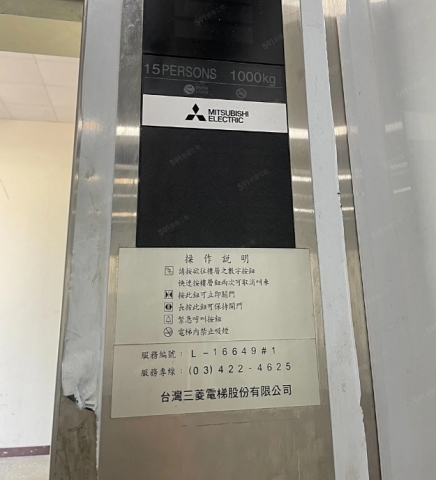 15 PERSONS 1000kg
MITSUBISHI
ELECTRIC
操作說明
請按欲往樓層之數字按鈕
快速按樓層鈕兩次可取消叫車
按此鈕可立即關門
長按此鈕可保持開門
緊急呼叫按鈕
電梯內禁止吸煙
服務編號: L-16649#1
服務專線: (03)422-4625
台灣三菱電梯股份有限公司